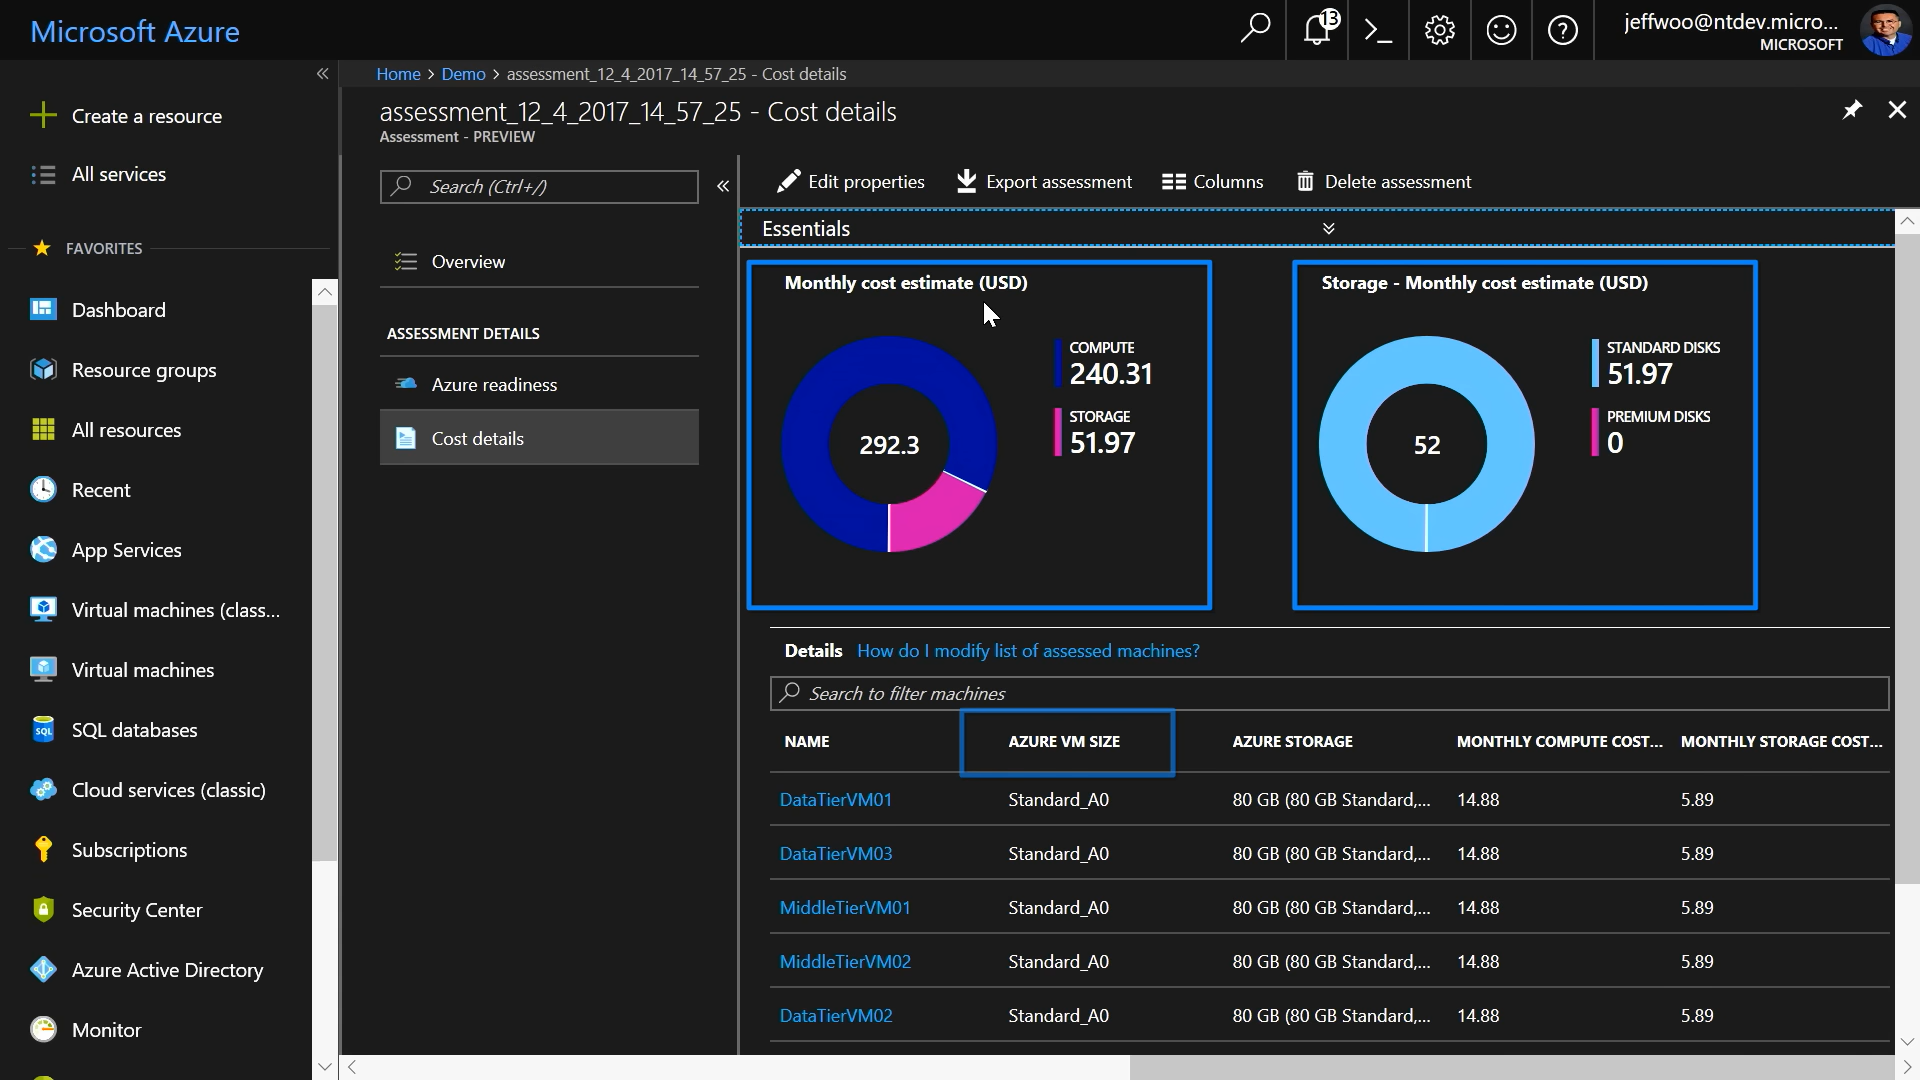 Microsoft Azure
13
jeffwoo@ntdev.micro...
MICROSOFT
Home > Demo > assessment_12_4_2017_14_57_25 - Cost details
assessment_12_4_2017_14_57_25 - Cost details
Assessment - PREVIEW
Create a resource
All services
FAVORITES
Dashboard
Resource groups
All resources
Recent
App Services
Virtual machines (class...
Virtual machines
SQL
SQL databases
Cloud services (classic)
Subscriptions
Security Center
Azure Active Directory
Monitor
Search (Ctrl+/)
Overview
ASSESSMENT DETAILS
Azure readiness
Cost details
Edit properties
Export assessment
Columns
Delete assessment
Essentials
Monthly cost estimate (USD)
292.3
COMPUTE
240.31
STORAGE
51.97
Storage - Monthly cost estimate (USD)
52
STANDARD DISKS
51.97
PREMIUM DISKS
0
Details How do I modify list of assessed machines?
Search to filter machines
NAME AZURE VM SIZE AZURE STORAGE MONTHLY COMPUTE COST... MONTHLY STORAGE COST...
DataTierVM01 Standard_A0 80 GB (80 GB Standard,... 14.88 5.89
DataTierVM03 Standard_A0 80 GB (80 GB Standard,... 14.88 5.89
MiddleTierVM01 Standard_A0 80 GB (80 GB Standard,... 14.88 5.89
MiddleTierVM02 Standard_A0 80 GB (80 GB Standard,... 14.88 5.89
DataTierVM02 Standard_A0 80 GB (80 GB Standard,... 14.88 5.89